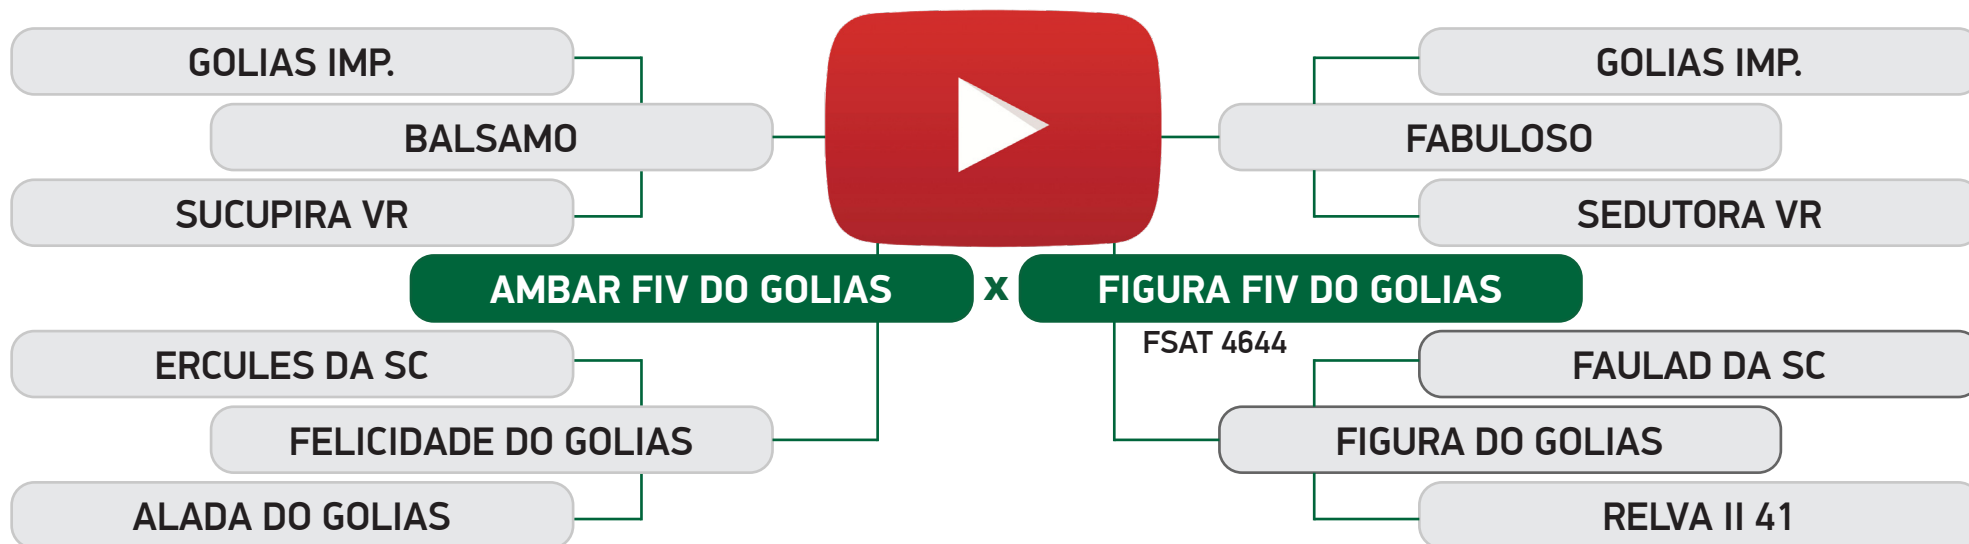 GOLIAS IMP.
GOLIAS IMP.
BALSAMO
FABULOSO
SUCUPIRA VR
SEDUTORA VR
AMBAR FIV DO GOLIAS x FIGURA FIV DO GOLIAS
FSAT 4644
ERCULES DA SC
FAULAD DA SC
FELICIDADE DO GOLIAS
FIGURA DO GOLIAS
ALADA DO GOLIAS
RELVA II 41